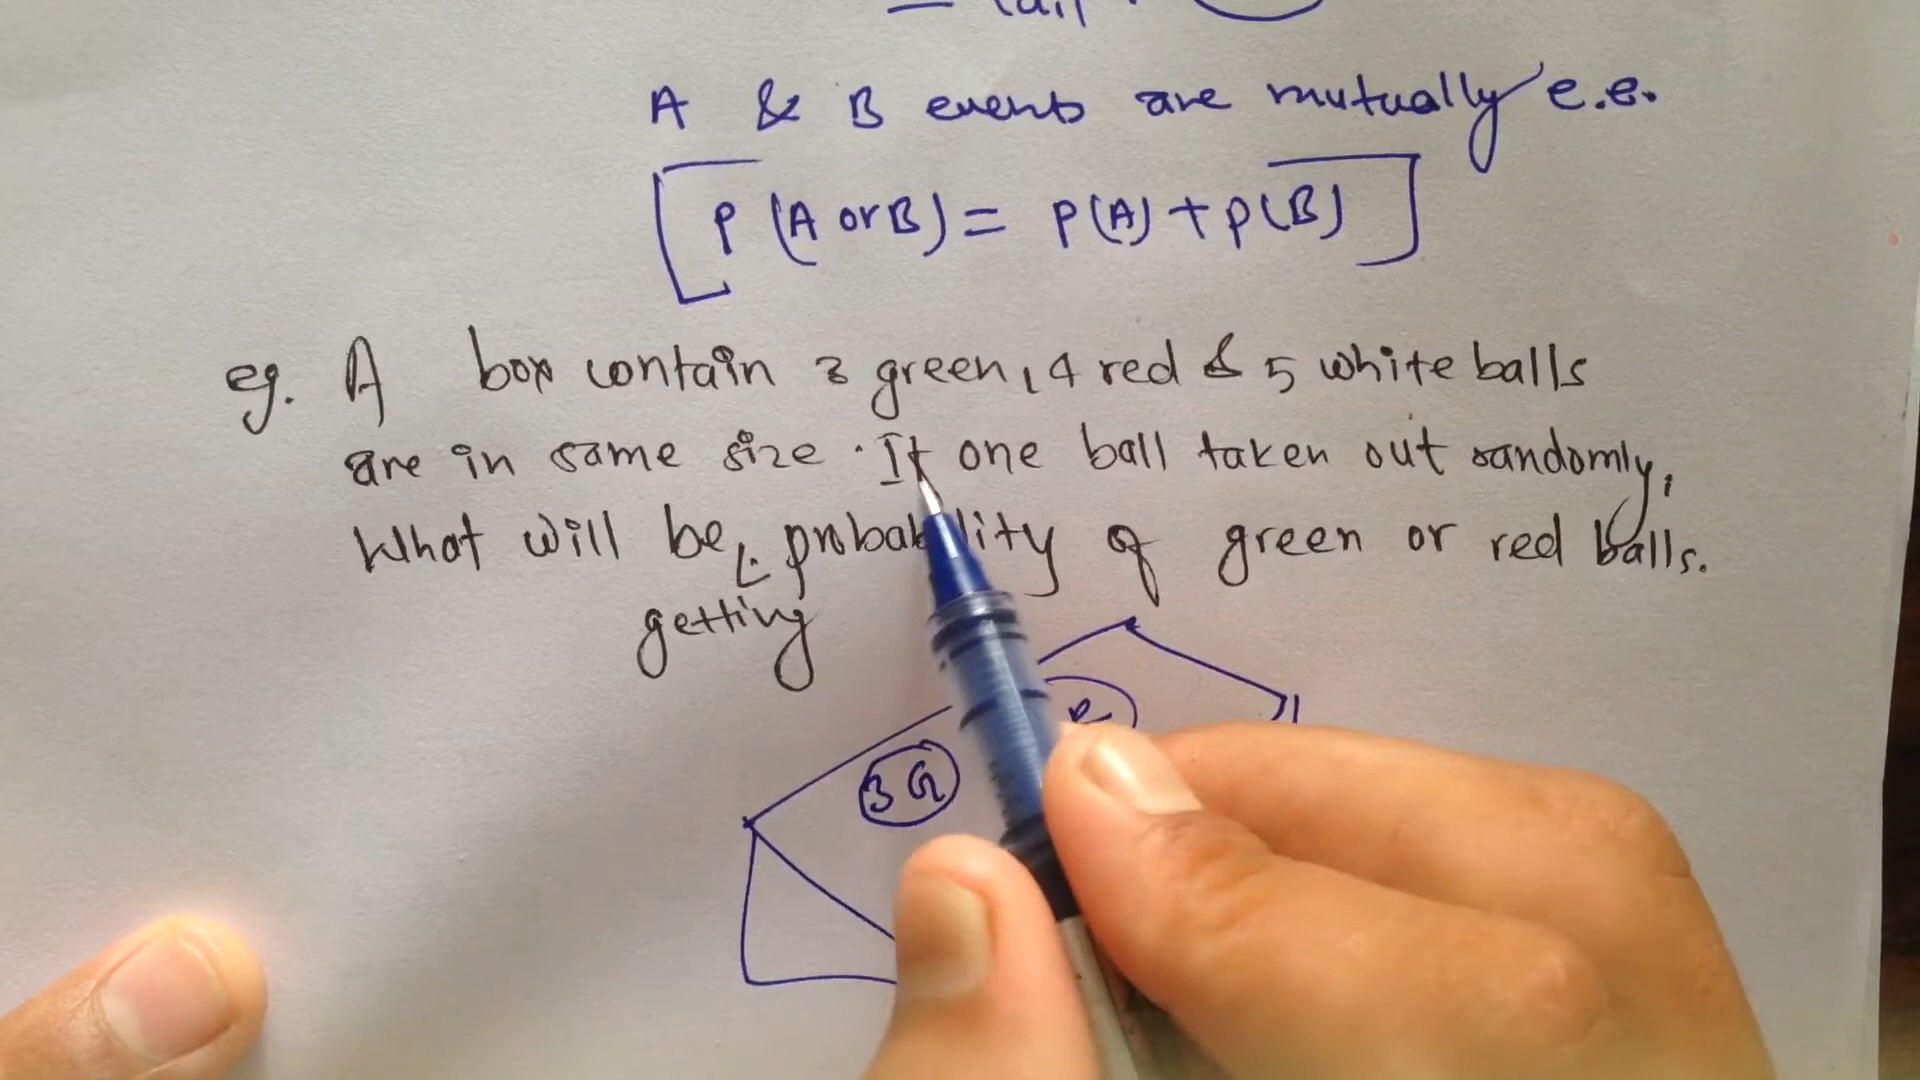 A & B events are mutually e.e.
P (A or B) = P(A) + P(B)
eg. A box contain 3 green, 4 red & 5 white balls
are in same size. If one ball taken out randomly,
What will be probability of green or red balls.
getting
R
3 G